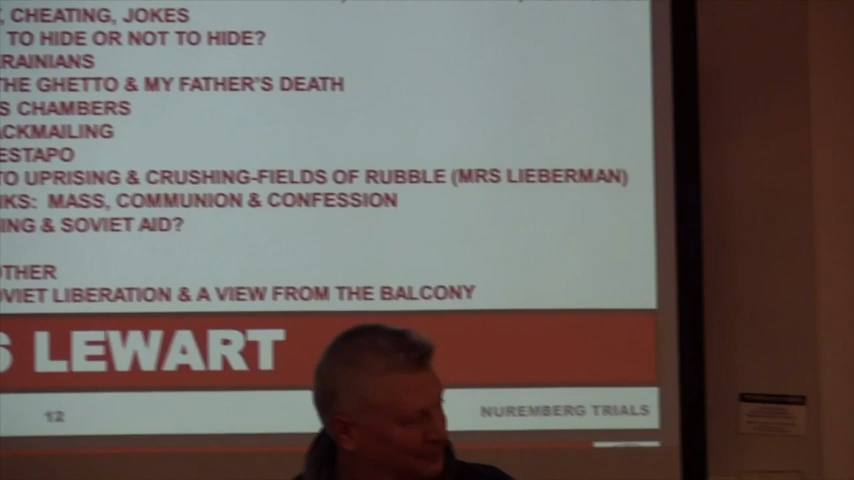 , CHEATING, JOKES
TO HIDE OR NOT TO HIDE?
RAINIANS
THE GHETTO & MY FATHER'S DEATH
S CHAMBERS
ACKMAILING
ESTAPO
TO UPRISING & CRUSHING-FIELDS OF RUBBLE (MRS LIEBERMAN)
NKS: MASS, COMMUNION & CONFESSION
ING & SOVIET AID?
OTHER
OVIET LIBERATION & A VIEW FROM THE BALCONY
S LEWART
12
NUREMBERG TRIALS